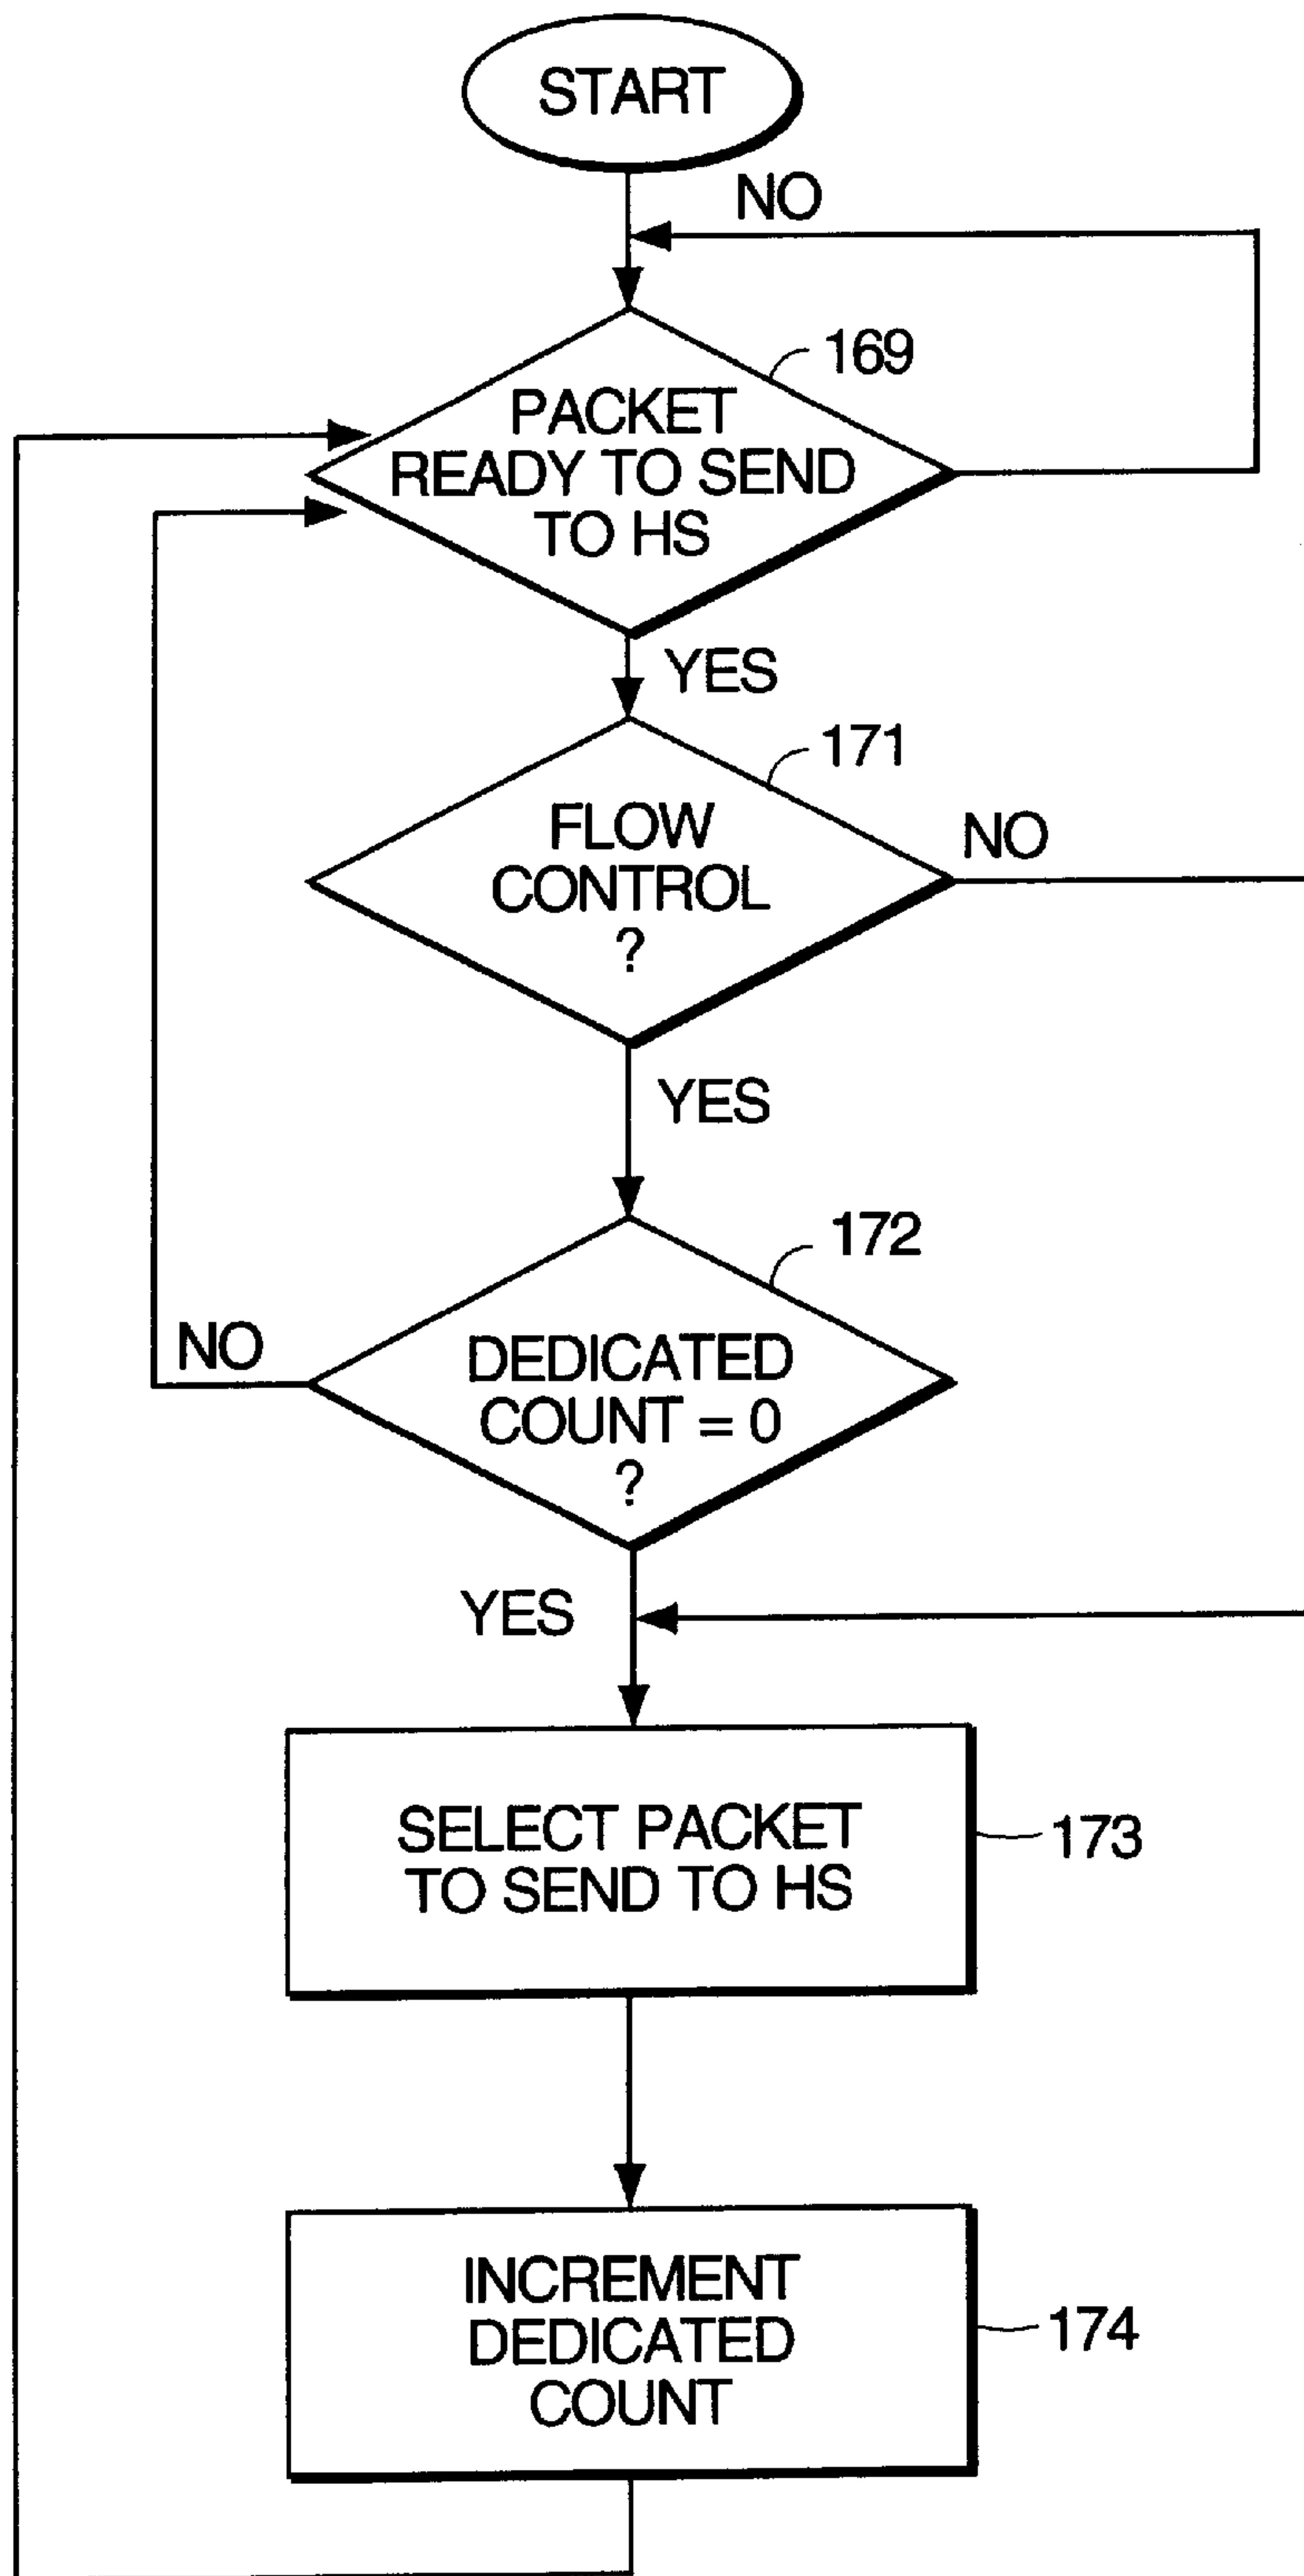 START
NO
169
PACKET
READY TO SEND
TO HS
YES
171
FLOW
CONTROL
?
NO
YES
172
DEDICATED
COUNT = 0
?
NO
YES
SELECT PACKET
TO SEND TO HS
173
INCREMENT
DEDICATED
COUNT
174